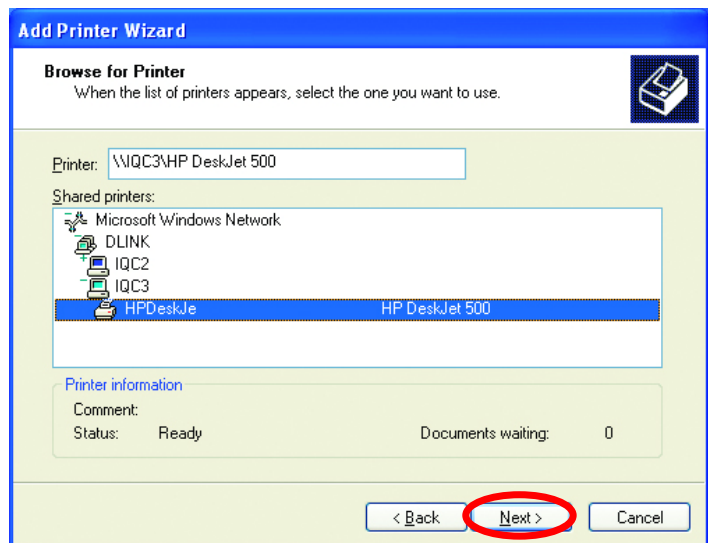 Add Printer Wizard
Browse for Printer
When the list of printers appears, select the one you want to use.
Printer: \\IQC3\HP DeskJet 500
Shared printers:
Microsoft Windows Network
DLINK
IQC2
IQC3
HPDeskJe HP DeskJet 500
Printer information
Comment:
Status: Ready Documents waiting: 0
< Back Next > Cancel